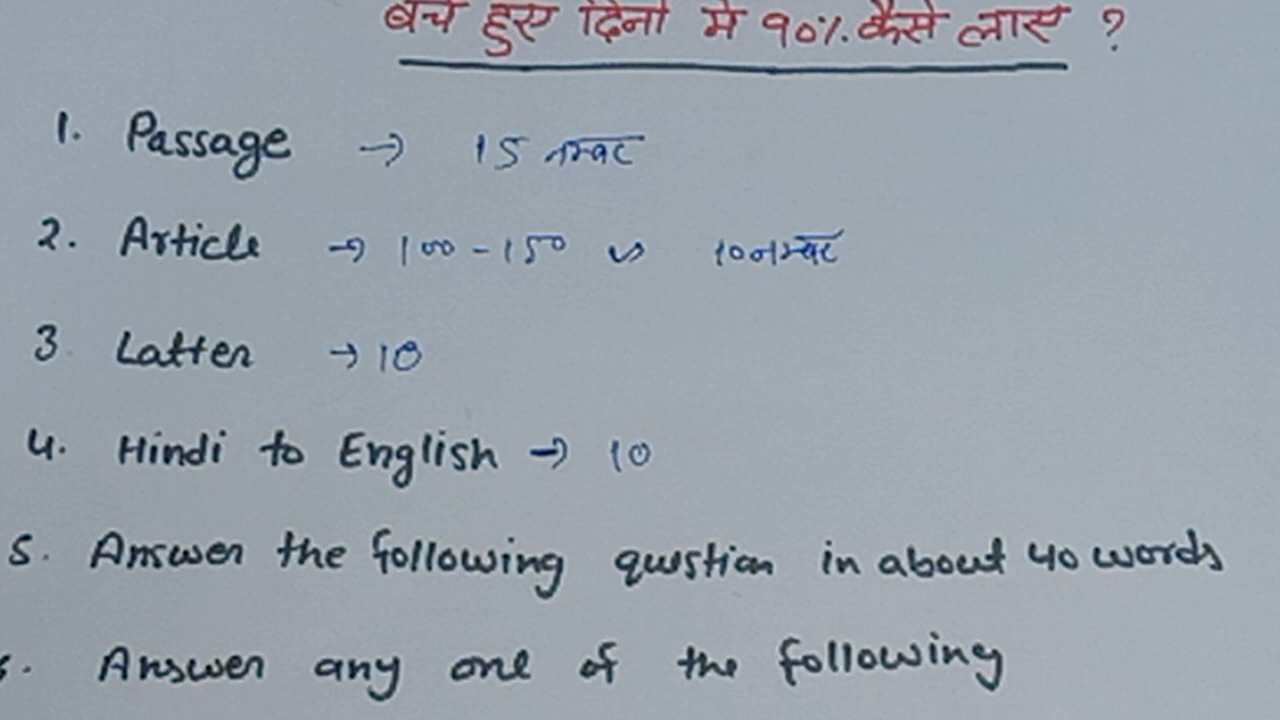 बचे हुए दिनों में 90% कैसे लाए ?
1. Passage → 15 नम्बर
2. Article → 100-150 10 नम्बर
3 Latter → 10
4. Hindi to English → 10
5. Answer the following question in about 40 words
6. Answer any one of the following